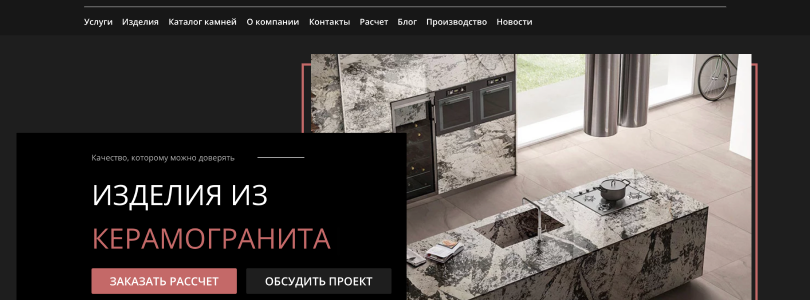 Услуги Изделия Каталог камней О компании Контакты Расчет Блог Производство Новости
Качество, которому можно доверять
ИЗДЕЛИЯ ИЗ
КЕРАМОГРАНИТА
ЗАКАЗАТЬ РАССЧЕТ ОБСУДИТЬ ПРОЕКТ